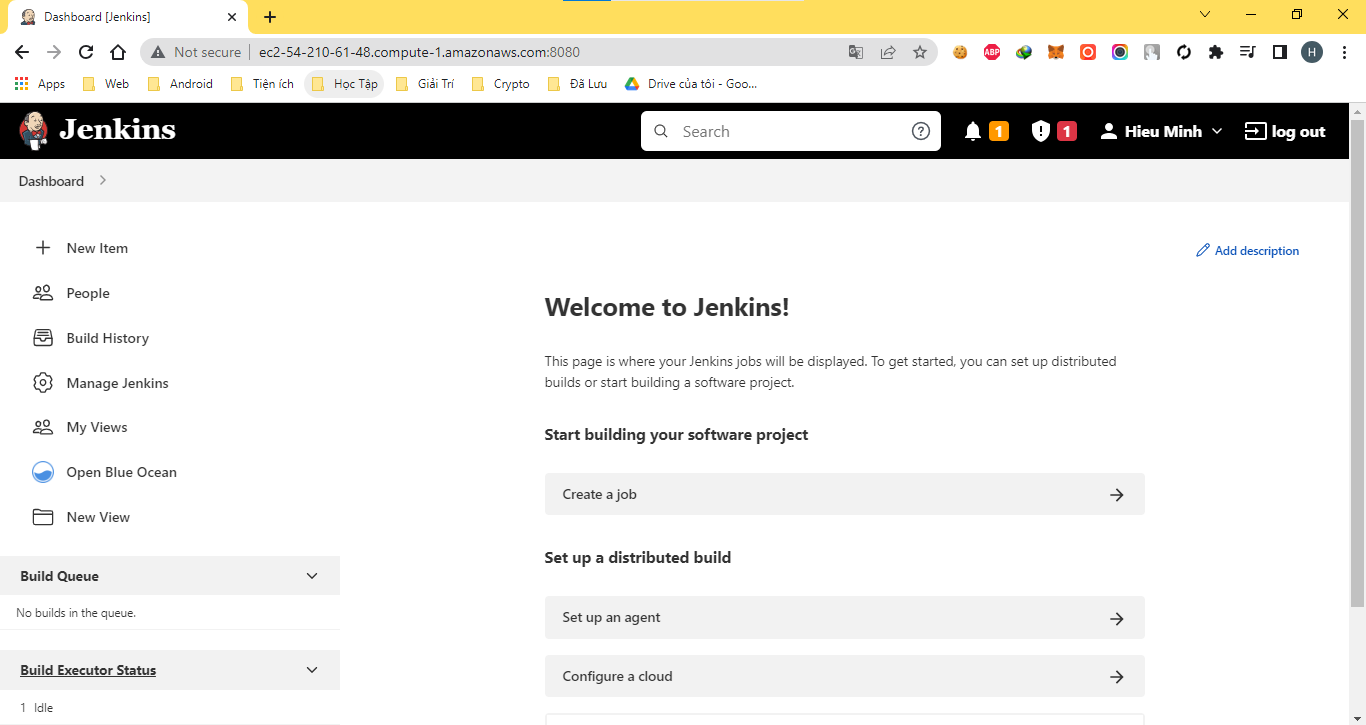 Dashboard [Jenkins]
Not secure
ec2-54-210-61-48.compute-1.amazonaws.com:8080
ABP
H
Apps
Web
Android
Tiện ích
Học Tập
Giải Trí
Crypto
Đã Lưu
Drive của tôi - Goo...
Jenkins
Search
1
1
Hieu Minh
log out
Dashboard
New Item
People
Build History
Manage Jenkins
My Views
Open Blue Ocean
New View
Build Queue
No builds in the queue.
Build Executor Status
1 Idle
Add description
Welcome to Jenkins!
This page is where your Jenkins jobs will be displayed. To get started, you can set up distributed
builds or start building a software project.
Start building your software project
Create a job
Set up a distributed build
Set up an agent
Configure a cloud